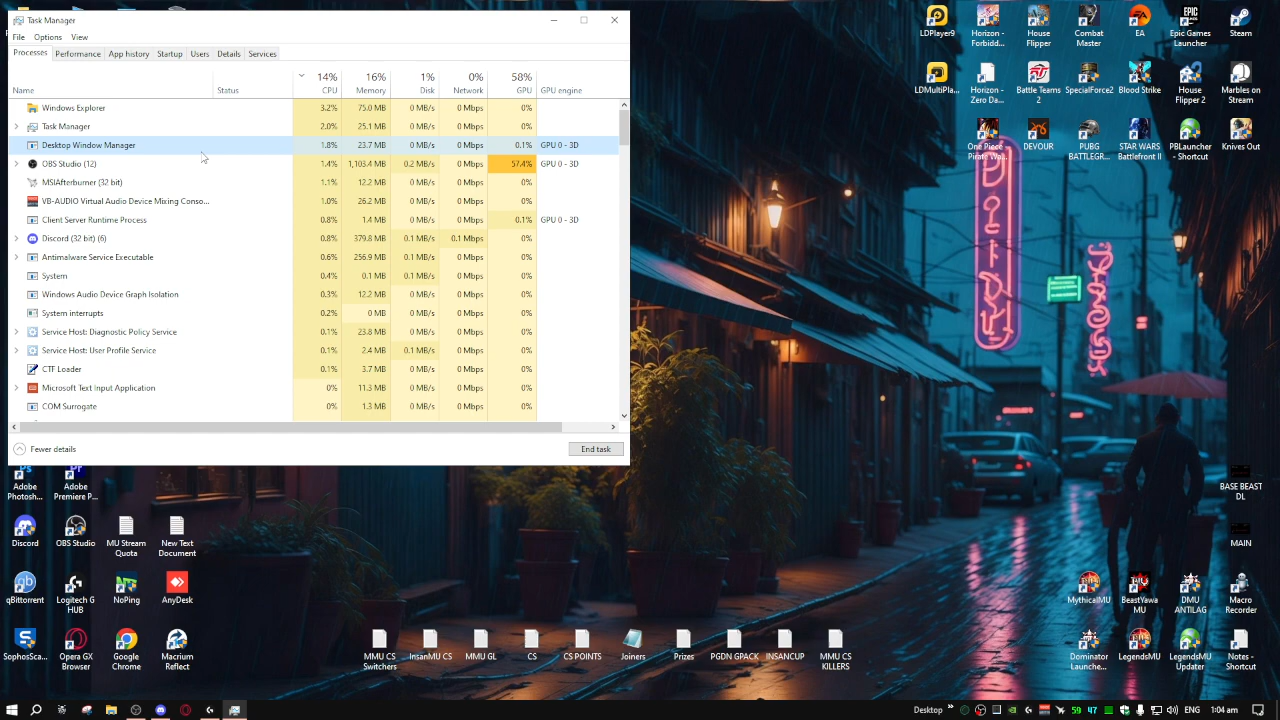 Task Manager
File Options View
Processes Performance App history Startup Users Details Services
14% 16% 1% 0% 58%
Name Status CPU Memory Disk Network GPU GPU engine
Windows Explorer 3.2% 75.0 MB 0 MB/s 0 Mbps 0%
Task Manager 2.0% 25.1 MB 0 MB/s 0 Mbps 0%
Desktop Window Manager 1.8% 23.7 MB 0 MB/s 0 Mbps 0.1% GPU 0 - 3D
OBS Studio (12) 1.4% 1,103.4 MB 0.2 MB/s 0 Mbps 57.4% GPU 0 - 3D
MSIAfterburner (32 bit) 1.1% 12.2 MB 0 MB/s 0 Mbps 0%
VB-AUDIO Virtual Audio Device Mixing Conso... 1.0% 26.2 MB 0 MB/s 0 Mbps 0%
Client Server Runtime Process 0.8% 1.4 MB 0 MB/s 0 Mbps 0.1% GPU 0 - 3D
Discord (32 bit) (6) 0.8% 379.8 MB 0.1 MB/s 0.1 Mbps 0%
Antimalware Service Executable 0.6% 256.9 MB 0.1 MB/s 0 Mbps 0%
System 0.4% 0.1 MB 0.1 MB/s 0 Mbps 0%
Windows Audio Device Graph Isolation 0.3% 12.2 MB 0 MB/s 0 Mbps 0%
System interrupts 0.2% 0 MB 0 MB/s 0 Mbps 0%
Service Host: Diagnostic Policy Service 0.1% 23.8 MB 0 MB/s 0 Mbps 0%
Service Host: User Profile Service 0.1% 2.4 MB 0.1 MB/s 0 Mbps 0%
CTF Loader 0.1% 3.7 MB 0 MB/s 0 Mbps 0%
Microsoft Text Input Application 0% 11.3 MB 0 MB/s 0 Mbps 0%
COM Surrogate 0% 1.3 MB 0 MB/s 0 Mbps 0%
Fewer details End task
LDPlayer9
Horizon - Forbidd...
House Flipper
Combat Master
EA
Epic Games Launcher
Steam
LDMultiPla...
Horizon - Zero Da...
Battle Teams 2
SpecialForce2
Blood Strike
House Flipper 2
Marbles on Stream
One Piece - Pirate Wa...
DEVOUR
PUBG BATTLEGR...
STAR WARS Battlefront II
PBLauncher - Shortcut
Knives Out
Adobe Photosh...
Adobe Premiere P...
BASE BEAST DL
Discord
OBS Studio
MU Stream Quota
New Text Document
MAIN
qBittorrent
Logitech G HUB
NoPing
AnyDesk
MythicalMU
BeastYawa MU
DMU ANTILAG
Macro Recorder
SophosSca...
Opera GX Browser
Google Chrome
Macrium Reflect
MMU CS Switchers
InsanMU CS
MMU GL
CS
CS POINTS
Joiners
Prizes
PGDN GPACK
INSANCUP
MMU CS KILLERS
Dominator Launche...
LegendsMU
LegendsMU Updater
Notes - Shortcut
Desktop 59 47 ENG 1:04 am